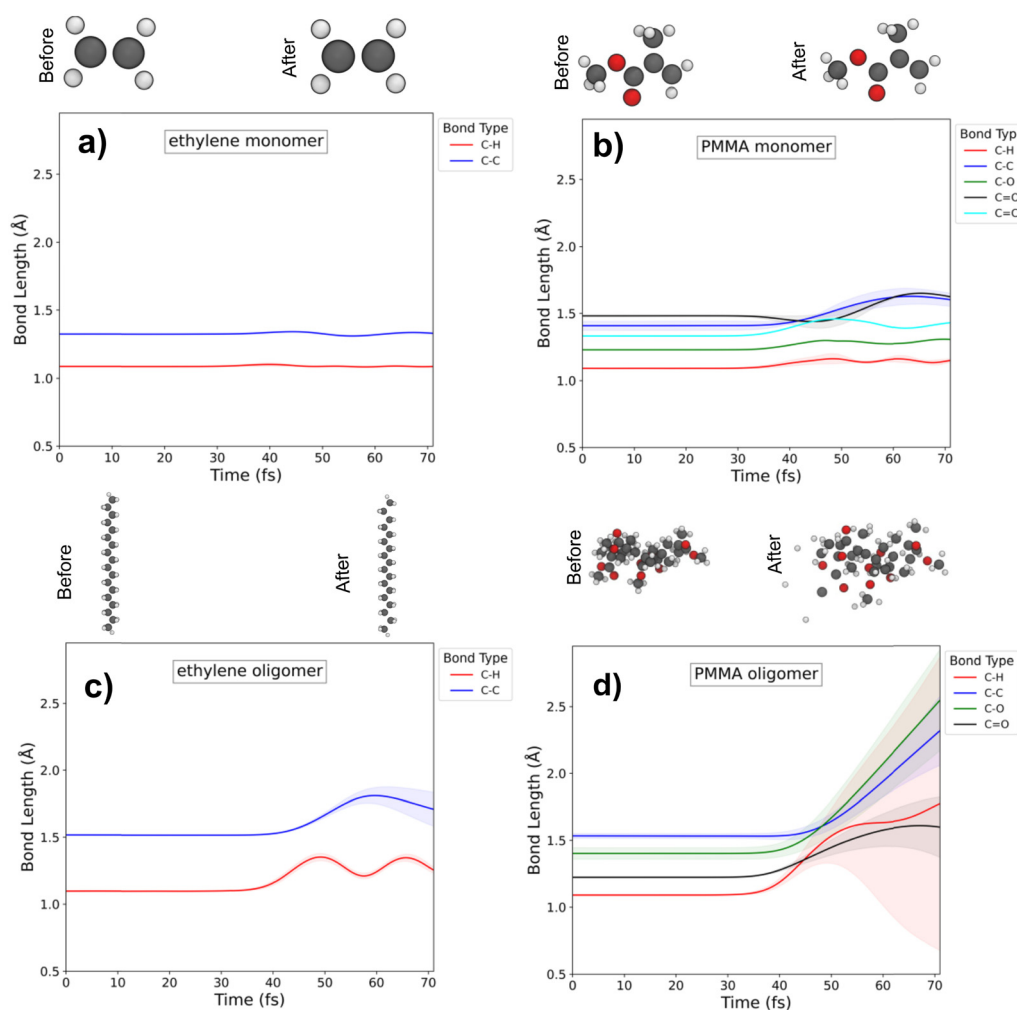 Before
After
a)
ethylene monomer
Bond Type
C-H
C-C
Bond Length (Å)
2.5
2.0
1.5
1.0
0.5
0 10 20 30 40 50 60 70
Time (fs)
Before
After
b)
PMMA monomer
Bond Typ
C-H
C-C
C-O
C=O
C=C
Bond Length (Å)
2.5
2.0
1.5
1.0
0.5
0 10 20 30 40 50 60 70
Time (fs)
Before
After
c)
ethylene oligomer
Bond Type
C-H
C-C
Bond Length (Å)
2.5
2.0
1.5
1.0
0.5
0 10 20 30 40 50 60 70
Time (fs)
Before
After
d)
PMMA oligomer
Bond Type
C-H
C-C
C-O
C=O
Bond Length (Å)
2.5
2.0
1.5
1.0
0.5
0 10 20 30 40 50 60 70
Time (fs)